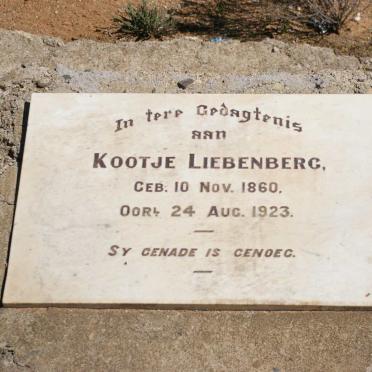 In tere Gedagtenis
aan
KOOTJE LIEBENBERG,
GEB. 10 NOV. 1860.
OORL. 24 AUG. 1923.
SY GENADE IS GENOEG.